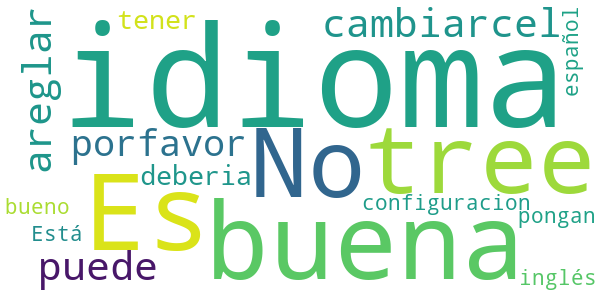 tener
cambiarcel
español
areglar
idioma
porfavor
No
tree
deberia
Es
buena
configuracion
bueno
pongan
Está
puede
inglés